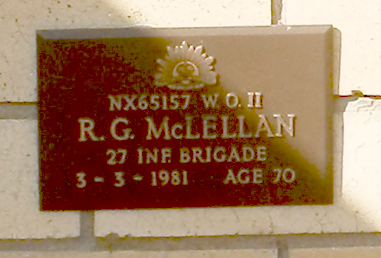 NX65157 W.O. II
R.G. McLELLAN
27 INF. BRIGADE
3 - 3 - 1981 AGE 70